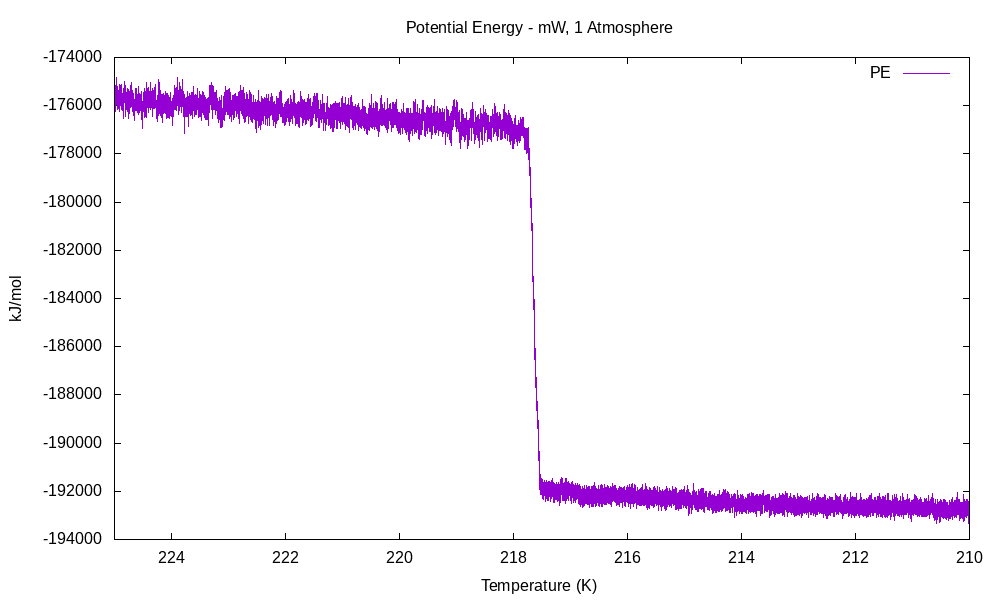 Potential Energy - mW, 1 Atmosphere
PE
kJ/mol
-174000
-176000
-178000
-180000
-182000
-184000
-186000
-188000
-190000
-192000
-194000
224 222 220 218 216 214 212 210
Temperature (K)